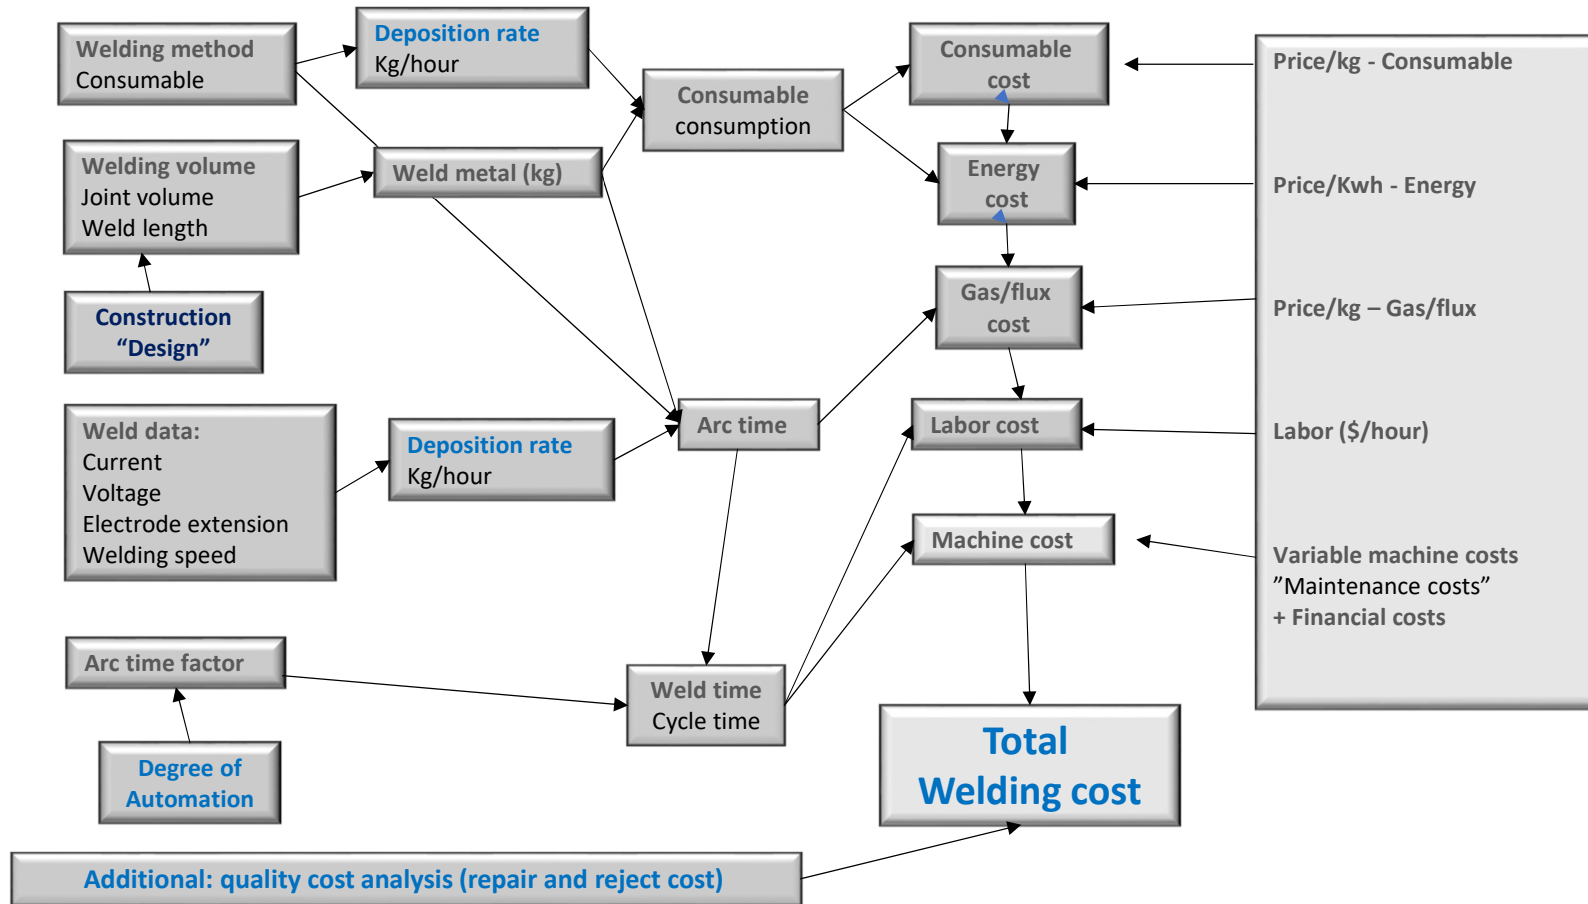 Welding method
Consumable
Deposition rate
Kg/hour
Consumable
consumption
Consumable
cost
Price/kg - Consumable
Welding volume
Joint volume
Weld length
Weld metal (kg)
Energy
cost
Price/Kwh - Energy
Construction
“Design”
Gas/flux
cost
Price/kg – Gas/flux
Weld data:
Current
Voltage
Electrode extension
Welding speed
Deposition rate
Kg/hour
Arc time
Labor cost
Labor ($/hour)
Machine cost
Variable machine costs
”Maintenance costs”
+ Financial costs
Arc time factor
Weld time
Cycle time
Degree of
Automation
Total
Welding cost
Additional: quality cost analysis (repair and reject cost)